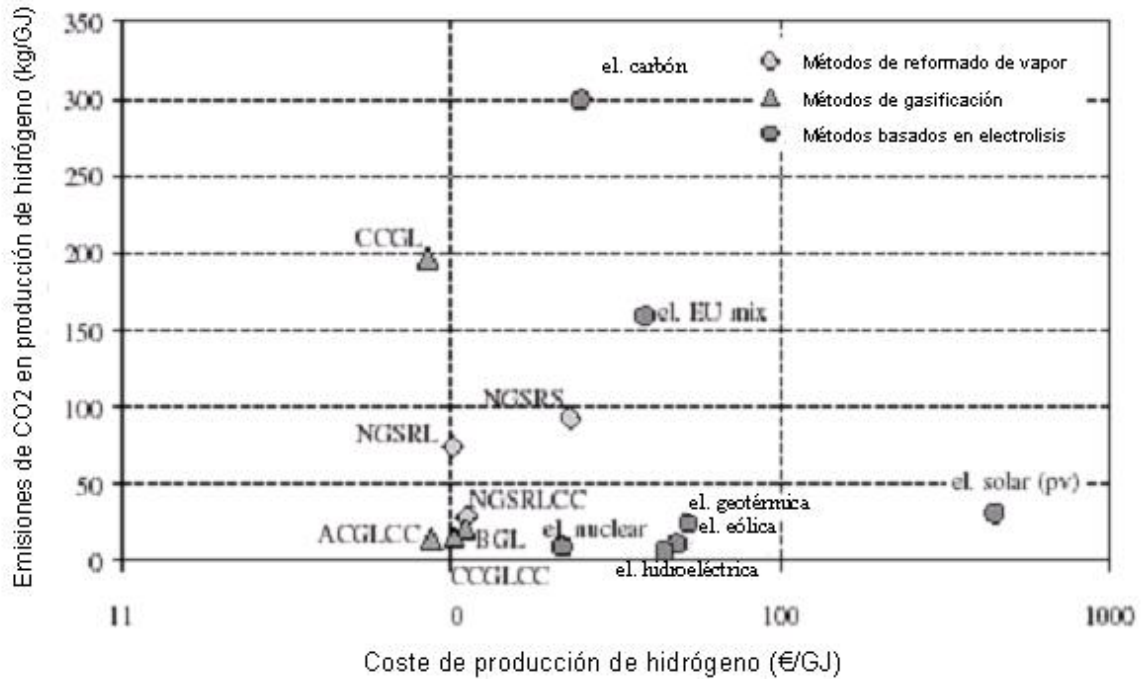 Emisiones de CO2 en producción de hidrógeno (kg/GJ)
350
300
250
200
150
100
50
0
el. carbón
Métodos de reformado de vapor
Métodos de gasificación
Métodos basados en electrolisis
CCGL
el. EU mix
NGSRS
NGSRL
el. solar (pv)
NGSRLCC
el. geotérmica
ACGLCC
BGL
el. nuclear
el. eólica
CCGLCC
el. hidroeléctrica
11
0
100
1000
Coste de producción de hidrógeno (€/GJ)